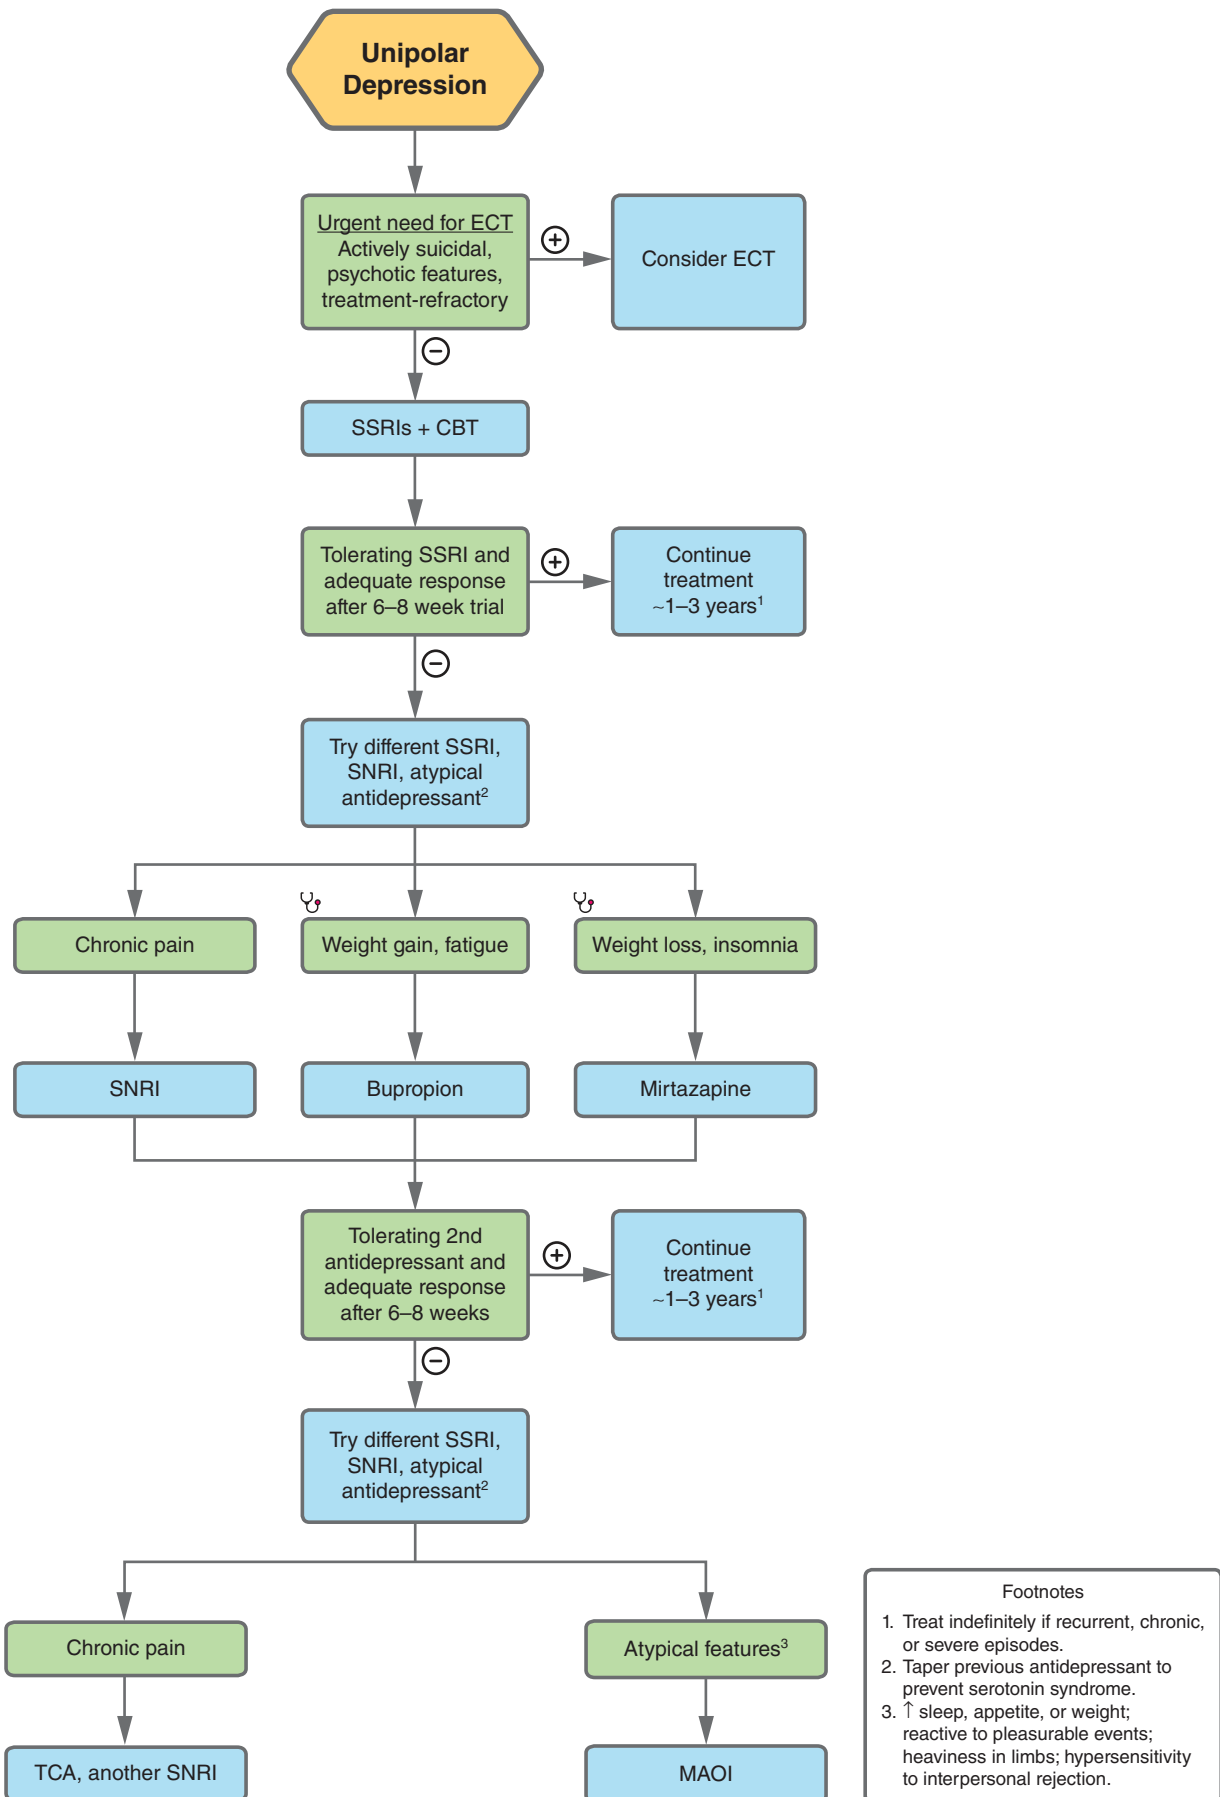 Unipolar
Depression
Urgent need for ECT
Actively suicidal,
psychotic features,
treatment-refractory
+
Consider ECT
−
SSRIs + CBT
Tolerating SSRI and
adequate response
after 6–8 week trial
+
Continue
treatment
~1–3 years¹
−
Try different SSRI,
SNRI, atypical
antidepressant²
Chronic pain
Weight gain, fatigue
Weight loss, insomnia
SNRI
Bupropion
Mirtazapine
Tolerating 2nd
antidepressant and
adequate response
after 6–8 weeks
+
Continue
treatment
~1–3 years¹
−
Try different SSRI,
SNRI, atypical
antidepressant²
Chronic pain
Atypical features³
TCA, another SNRI
MAOI
Footnotes
1. Treat indefinitely if recurrent, chronic,
or severe episodes.
2. Taper previous antidepressant to
prevent serotonin syndrome.
3. ↑ sleep, appetite, or weight;
reactive to pleasurable events;
heaviness in limbs; hypersensitivity
to interpersonal rejection.